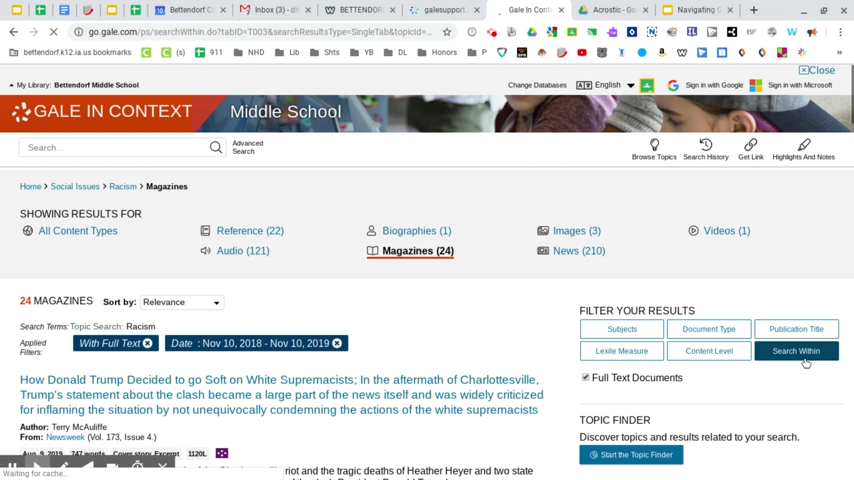 Bettendorf C
Inbox (3) - dt
BETTENDOR
galesupport.
Gale In Conte
Acrostic - Go
Navigating G
go.gale.com/ps/searchWithin.do?tabID=T003&searchResultsType=SingleTab&topicId=...
bettendorf.k12.ia.us bookmarks
(s)
911
NHD
Lib
Shts
YB
DL
Honors
P
Close
My Library: Bettendorf Middle School
Change Databases
English
Sign in with Google
Sign in with Microsoft
GALE IN CONTEXT
Middle School
Search...
Advanced Search
Browse Topics
Search History
Get Link
Highlights And Notes
Home > Social Issues > Racism > Magazines
SHOWING RESULTS FOR
All Content Types
Reference (22)
Biographies (1)
Images (3)
Videos (1)
Audio (121)
Magazines (24)
News (210)
24 MAGAZINES
Sort by:
Relevance
Search Terms: Topic Search: Racism
Applied Filters:
With Full Text
Date : Nov 10, 2018 - Nov 10, 2019
How Donald Trump Decided to go Soft on White Supremacists; In the aftermath of Charlottesville,
Trump's statement about the clash became a large part of the news itself and was widely criticized
for inflaming the situation by not unequivocally condemning the actions of the white supremacists
Author: Terry McAuliffe
From: Newsweek (Vol. 173, Issue 4.)
Aug. 9, 2019 747 words Cover story, Excerpt 1120L
riot and the tragic deaths of Heather Heyer and two state
FILTER YOUR RESULTS
Subjects
Document Type
Publication Title
Lexile Measure
Content Level
Search Within
Full Text Documents
TOPIC FINDER
Discover topics and results related to your search.
Start the Topic Finder
Waiting for cache...